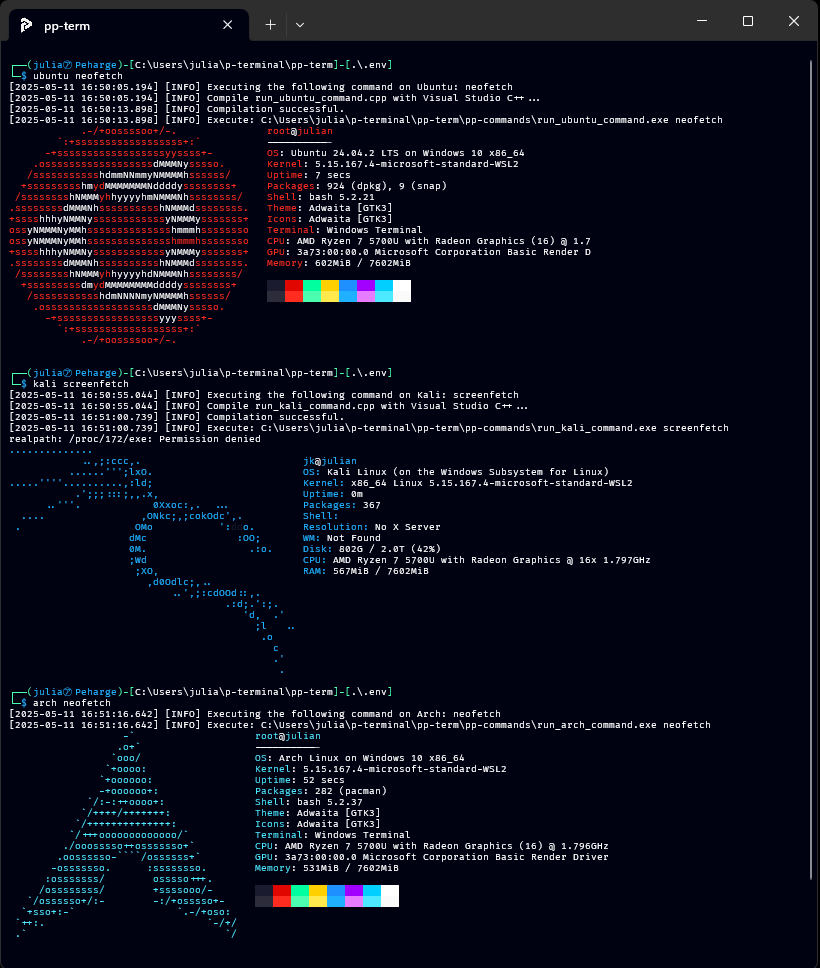 pp-term
┌──(julia㉿Peharge)-[C:\Users\julia\p-terminal\pp-term]-[.\.env]
└─$ ubuntu neofetch
[2025-05-11 16:50:05.194] [INFO] Executing the following command on Ubuntu: neofetch
[2025-05-11 16:50:05.194] [INFO] Compile run_ubuntu_command.cpp with Visual Studio C++...
[2025-05-11 16:50:13.898] [INFO] Compilation successful.
[2025-05-11 16:50:13.898] [INFO] Execute: C:\Users\julia\p-terminal\pp-term\pp-commands\run_ubuntu_command.exe neofetch
root@julian
-----------
OS: Ubuntu 24.04.2 LTS on Windows 10 x86_64
Kernel: 5.15.167.4-microsoft-standard-WSL2
Uptime: 7 secs
Packages: 924 (dpkg), 9 (snap)
Shell: bash 5.2.21
Theme: Adwaita [GTK3]
Icons: Adwaita [GTK3]
Terminal: Windows Terminal
CPU: AMD Ryzen 7 5700U with Radeon Graphics (16) @ 1.7
GPU: 3a73:00:00.0 Microsoft Corporation Basic Render D
Memory: 602MiB / 7602MiB
┌──(julia㉿Peharge)-[C:\Users\julia\p-terminal\pp-term]-[.\.env]
└─$ kali screenfetch
[2025-05-11 16:50:55.044] [INFO] Executing the following command on Kali: screenfetch
[2025-05-11 16:50:55.044] [INFO] Compile run_kali_command.cpp with Visual Studio C++...
[2025-05-11 16:51:00.739] [INFO] Compilation successful.
[2025-05-11 16:51:00.739] [INFO] Execute: C:\Users\julia\p-terminal\pp-term\pp-commands\run_kali_command.exe screenfetch
realpath: /proc/172/exe: Permission denied
jk@julian
OS: Kali Linux (on the Windows Subsystem for Linux)
Kernel: x86_64 Linux 5.15.167.4-microsoft-standard-WSL2
Uptime: 0m
Packages: 367
Shell:
Resolution: No X Server
WM: Not Found
Disk: 802G / 2.0T (42%)
CPU: AMD Ryzen 7 5700U with Radeon Graphics @ 16x 1.797GHz
RAM: 567MiB / 7602MiB
┌──(julia㉿Peharge)-[C:\Users\julia\p-terminal\pp-term]-[.\.env]
└─$ arch neofetch
[2025-05-11 16:51:16.642] [INFO] Executing the following command on Arch: neofetch
[2025-05-11 16:51:16.642] [INFO] Execute: C:\Users\julia\p-terminal\pp-term\pp-commands\run_arch_command.exe neofetch
root@julian
-----------
OS: Arch Linux on Windows 10 x86_64
Kernel: 5.15.167.4-microsoft-standard-WSL2
Uptime: 52 secs
Packages: 282 (pacman)
Shell: bash 5.2.37
Theme: Adwaita [GTK3]
Icons: Adwaita [GTK3]
Terminal: Windows Terminal
CPU: AMD Ryzen 7 5700U with Radeon Graphics (16) @ 1.796GHz
GPU: 3a73:00:00.0 Microsoft Corporation Basic Render Driver
Memory: 531MiB / 7602MiB